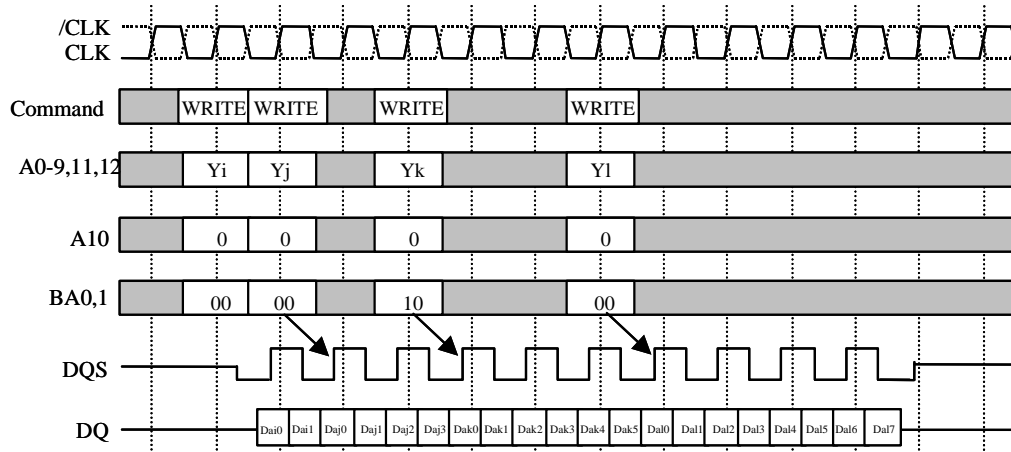 /CLK
CLK
Command WRITE WRITE WRITE WRITE
A0-9,11,12 Yi Yj Yk Yl
A10 0 0 0 0
BA0,1 00 00 10 00
DQS
DQ Dai0 Dai1 Daj0 Daj1 Daj2 Daj3 Dak0 Dak1 Dak2 Dak3 Dak4 Dak5 Dal0 Dal1 Dal2 Dal3 Dal4 Dal5 Dal6 Dal7